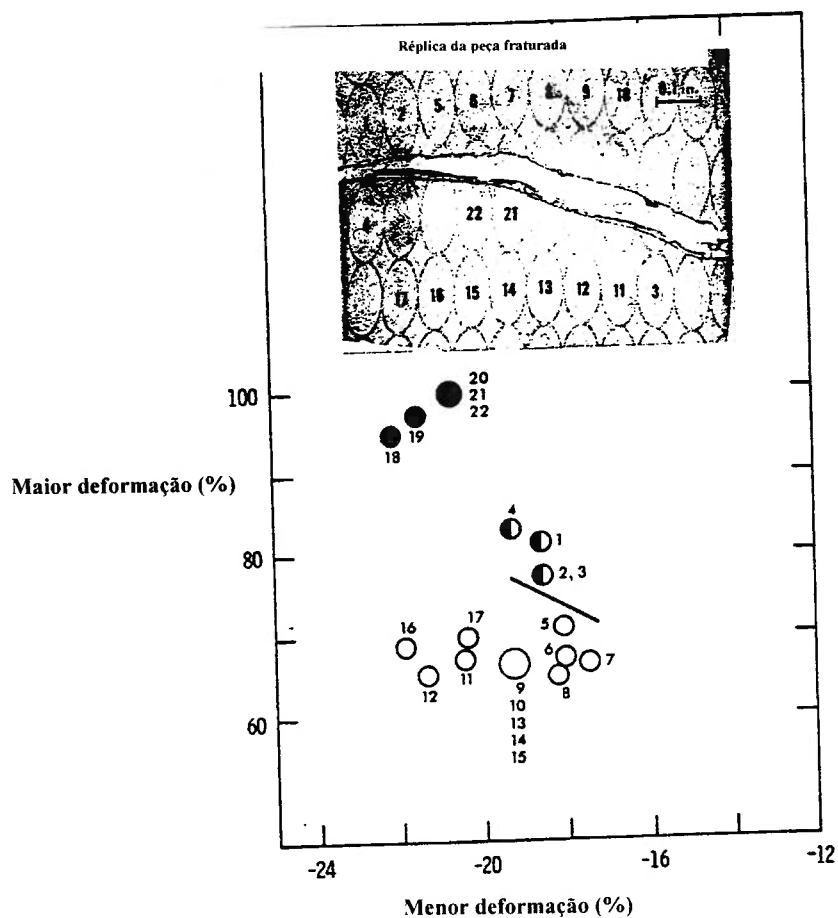 Réplica da peça fraturada
2 5 6 7 8 9 10 0.1 in.
4 22 21
17 16 15 14 13 12 11 3
20
100 21
22
19
18
Maior deformação (%)
4
1
80
2, 3
5
17
16
6 7
11
12 9 8
10
60 13
14
15
-24 -20 -16 -12
Menor deformação (%)